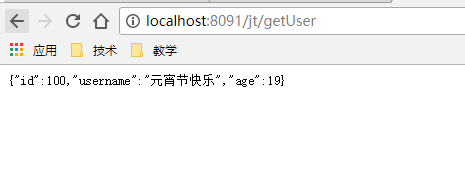 localhost:8091/jt/getUser
应用 技术 教学
{"id":100,"username":"元宵节快乐","age":19}